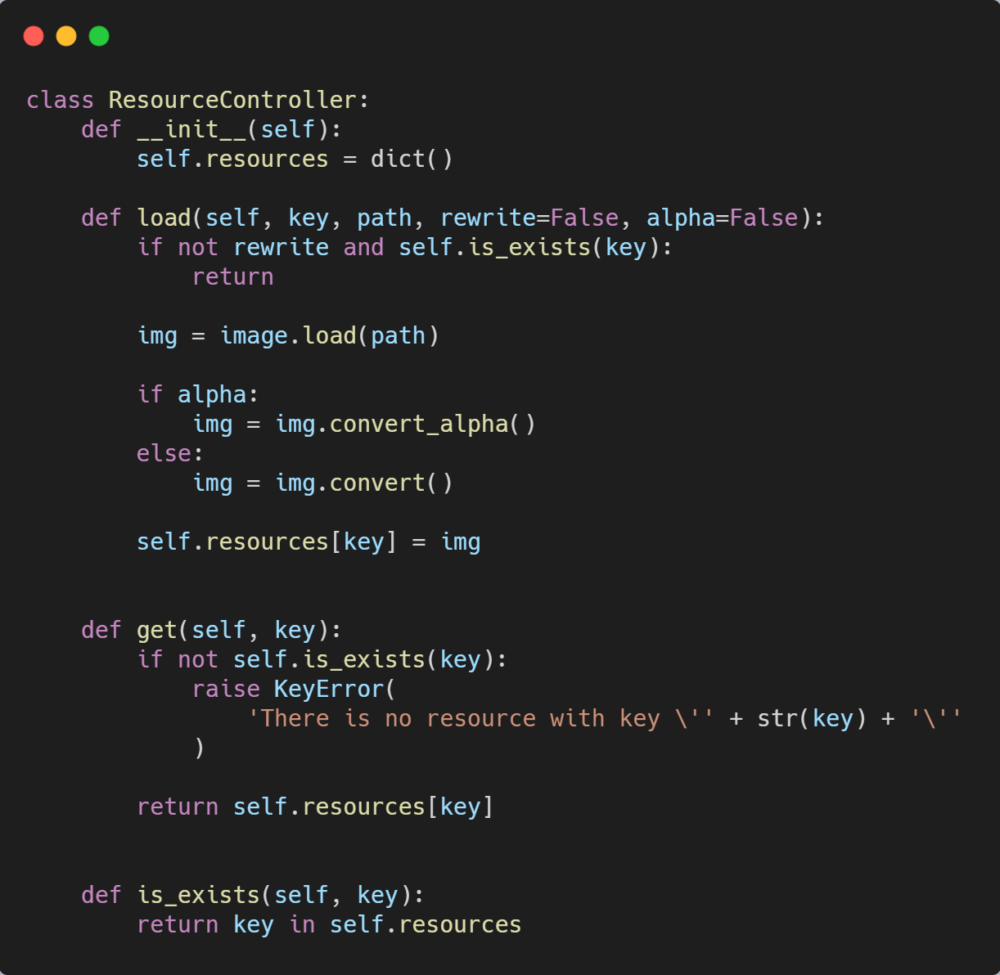 class ResourceController:
    def __init__(self):
        self.resources = dict()

    def load(self, key, path, rewrite=False, alpha=False):
        if not rewrite and self.is_exists(key):
            return

        img = image.load(path)

        if alpha:
            img = img.convert_alpha()
        else:
            img = img.convert()

        self.resources[key] = img


    def get(self, key):
        if not self.is_exists(key):
            raise KeyError(
                'There is no resource with key \'' + str(key) + '\''
            )

        return self.resources[key]


    def is_exists(self, key):
        return key in self.resources